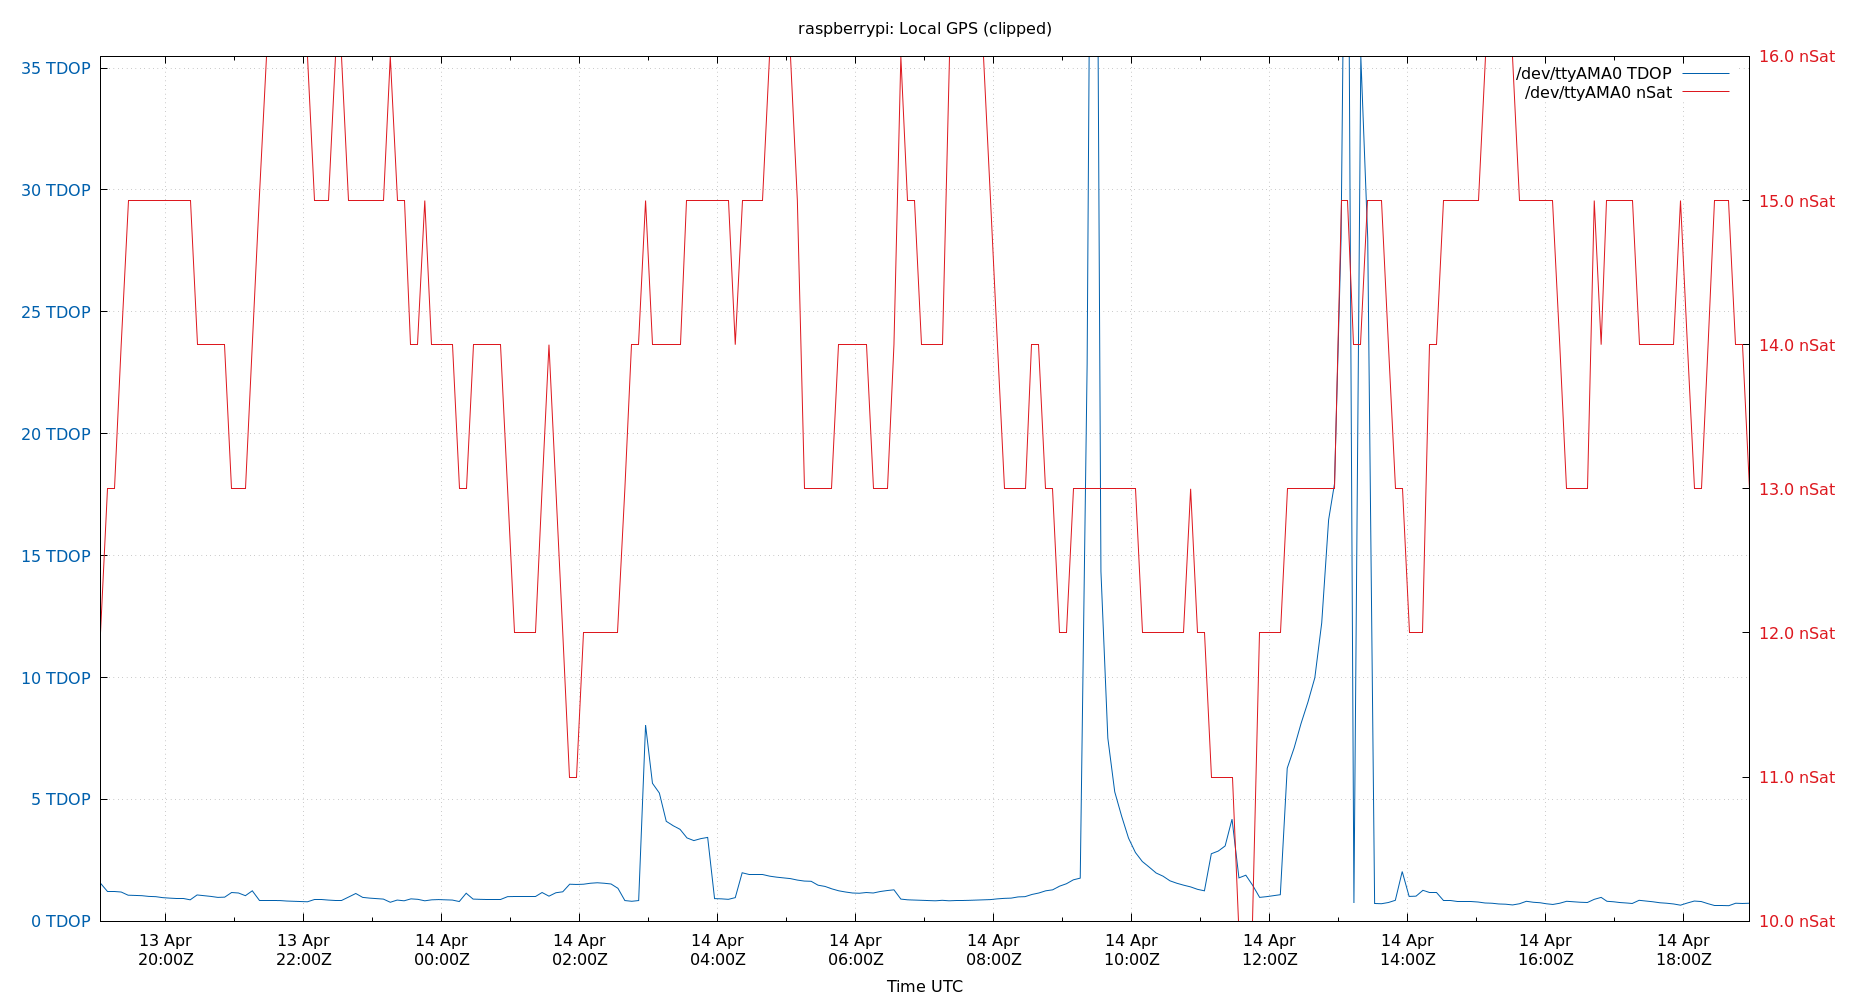 raspberrypi: Local GPS (clipped)
35 TDOP
30 TDOP
25 TDOP
20 TDOP
15 TDOP
10 TDOP
5 TDOP
0 TDOP
/dev/ttyAMA0 TDOP
/dev/ttyAMA0 nSat
16.0 nSat
15.0 nSat
14.0 nSat
13.0 nSat
12.0 nSat
11.0 nSat
10.0 nSat
13 Apr
20:00Z
13 Apr
22:00Z
14 Apr
00:00Z
14 Apr
02:00Z
14 Apr
04:00Z
14 Apr
06:00Z
14 Apr
08:00Z
14 Apr
10:00Z
14 Apr
12:00Z
14 Apr
14:00Z
14 Apr
16:00Z
14 Apr
18:00Z
Time UTC